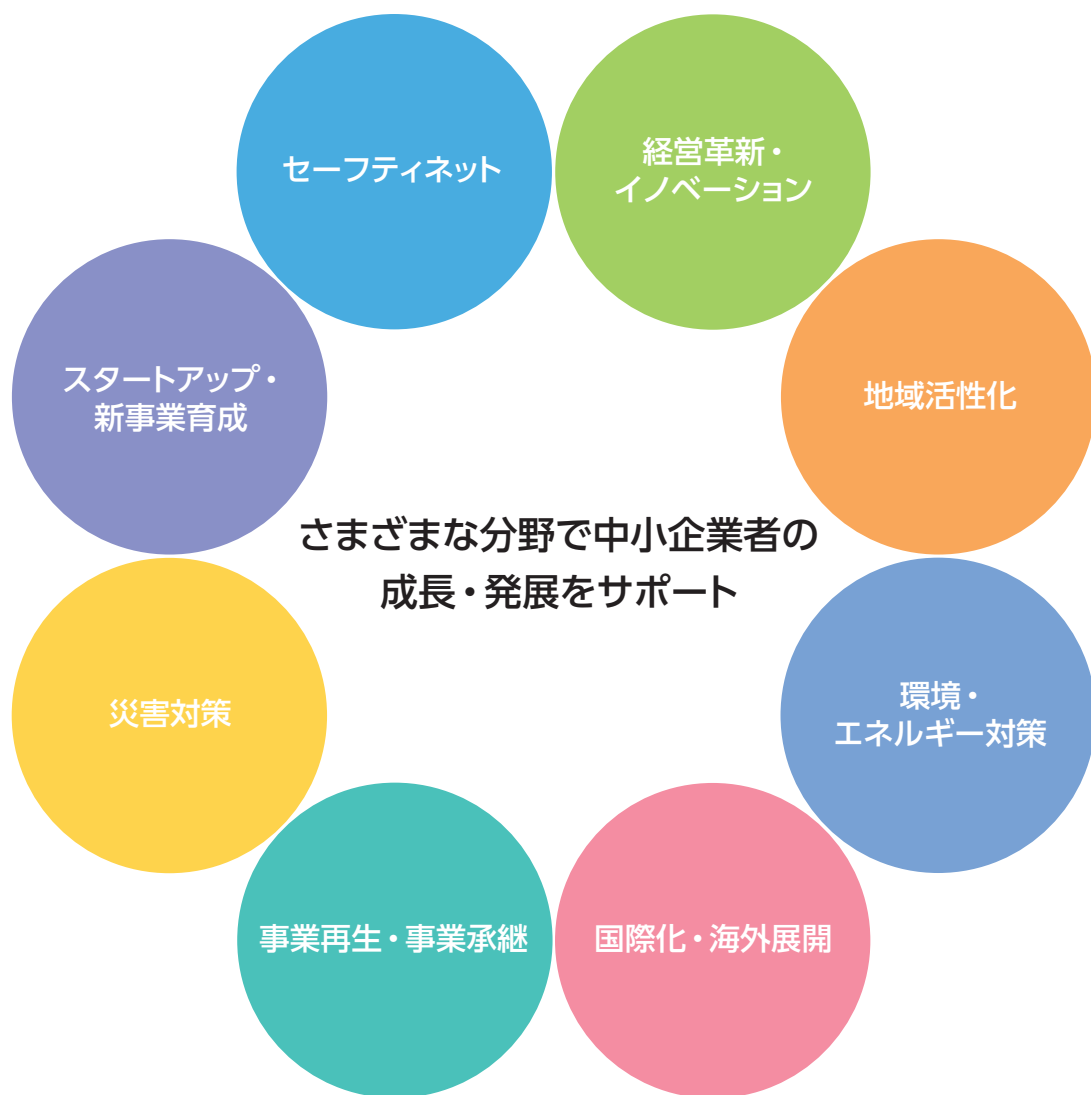 セーフティネット
経営革新・
イノベーション
スタートアップ・
新事業育成
地域活性化
さまざまな分野で中小企業者の
成長・発展をサポート
災害対策
環境・
エネルギー対策
事業再生・事業承継
国際化・海外展開